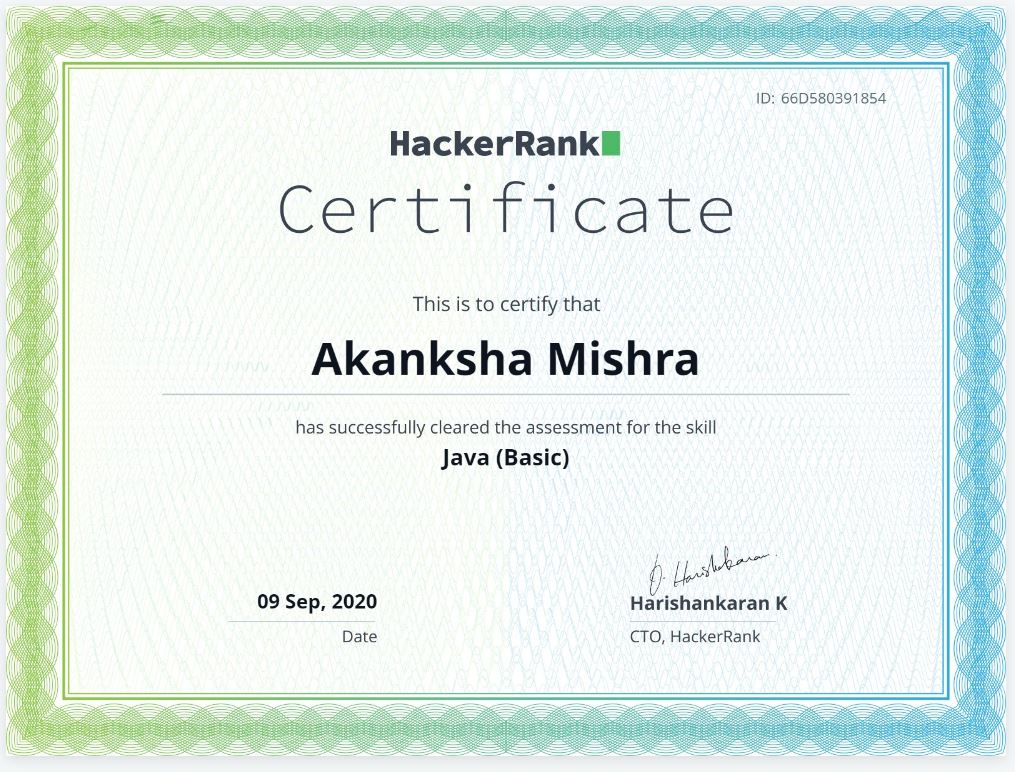 ID: 66D580391854
HackerRank
Certificate
This is to certify that
Akanksha Mishra
has successfully cleared the assessment for the skill
Java (Basic)
D. Harishankaran
09 Sep, 2020
Harishankaran K
Date
CTO, HackerRank